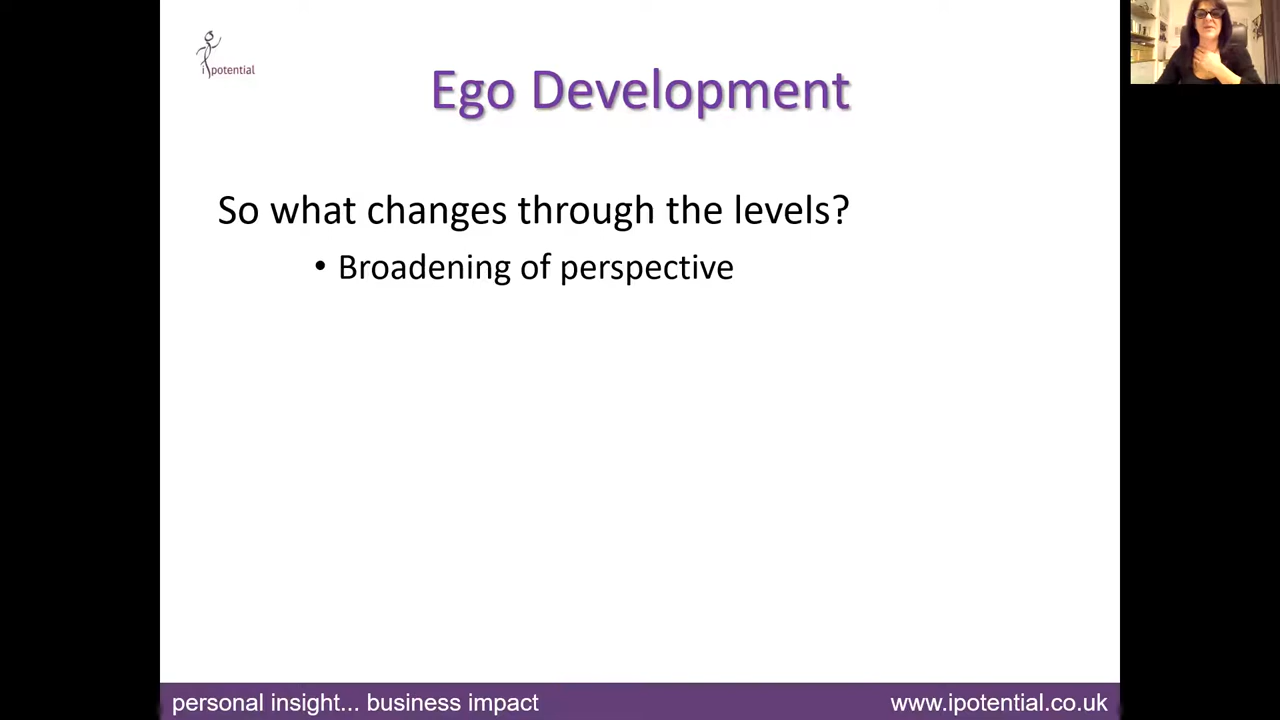 ipotential
Ego Development
So what changes through the levels?
• Broadening of perspective
personal insight... business impact
www.ipotential.co.uk